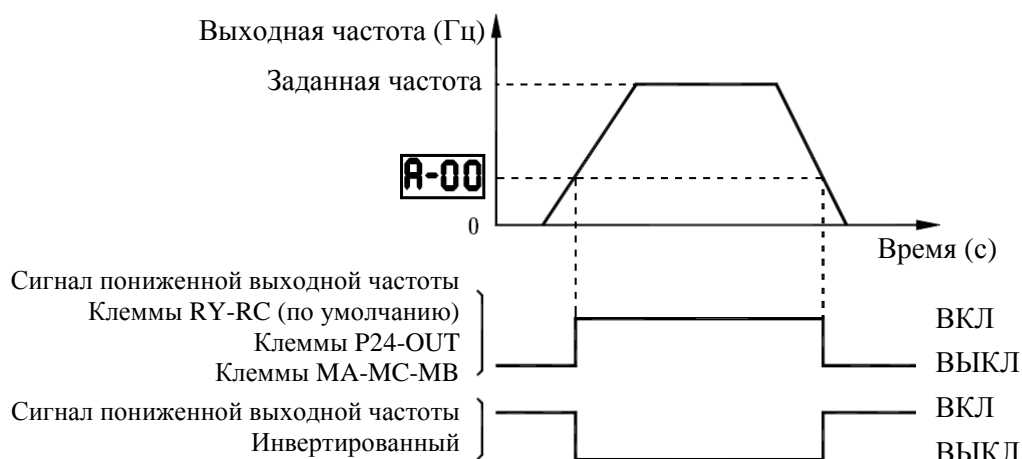 Выходная частота (Гц)
Заданная частота
A-00
0
Время (с)
Сигнал пониженной выходной частоты
Клеммы RY-RC (по умолчанию)
Клеммы P24-OUT
Клеммы MA-MC-MB
ВКЛ
ВЫКЛ
Сигнал пониженной выходной частоты
Инвертированный
ВКЛ
ВЫКЛ